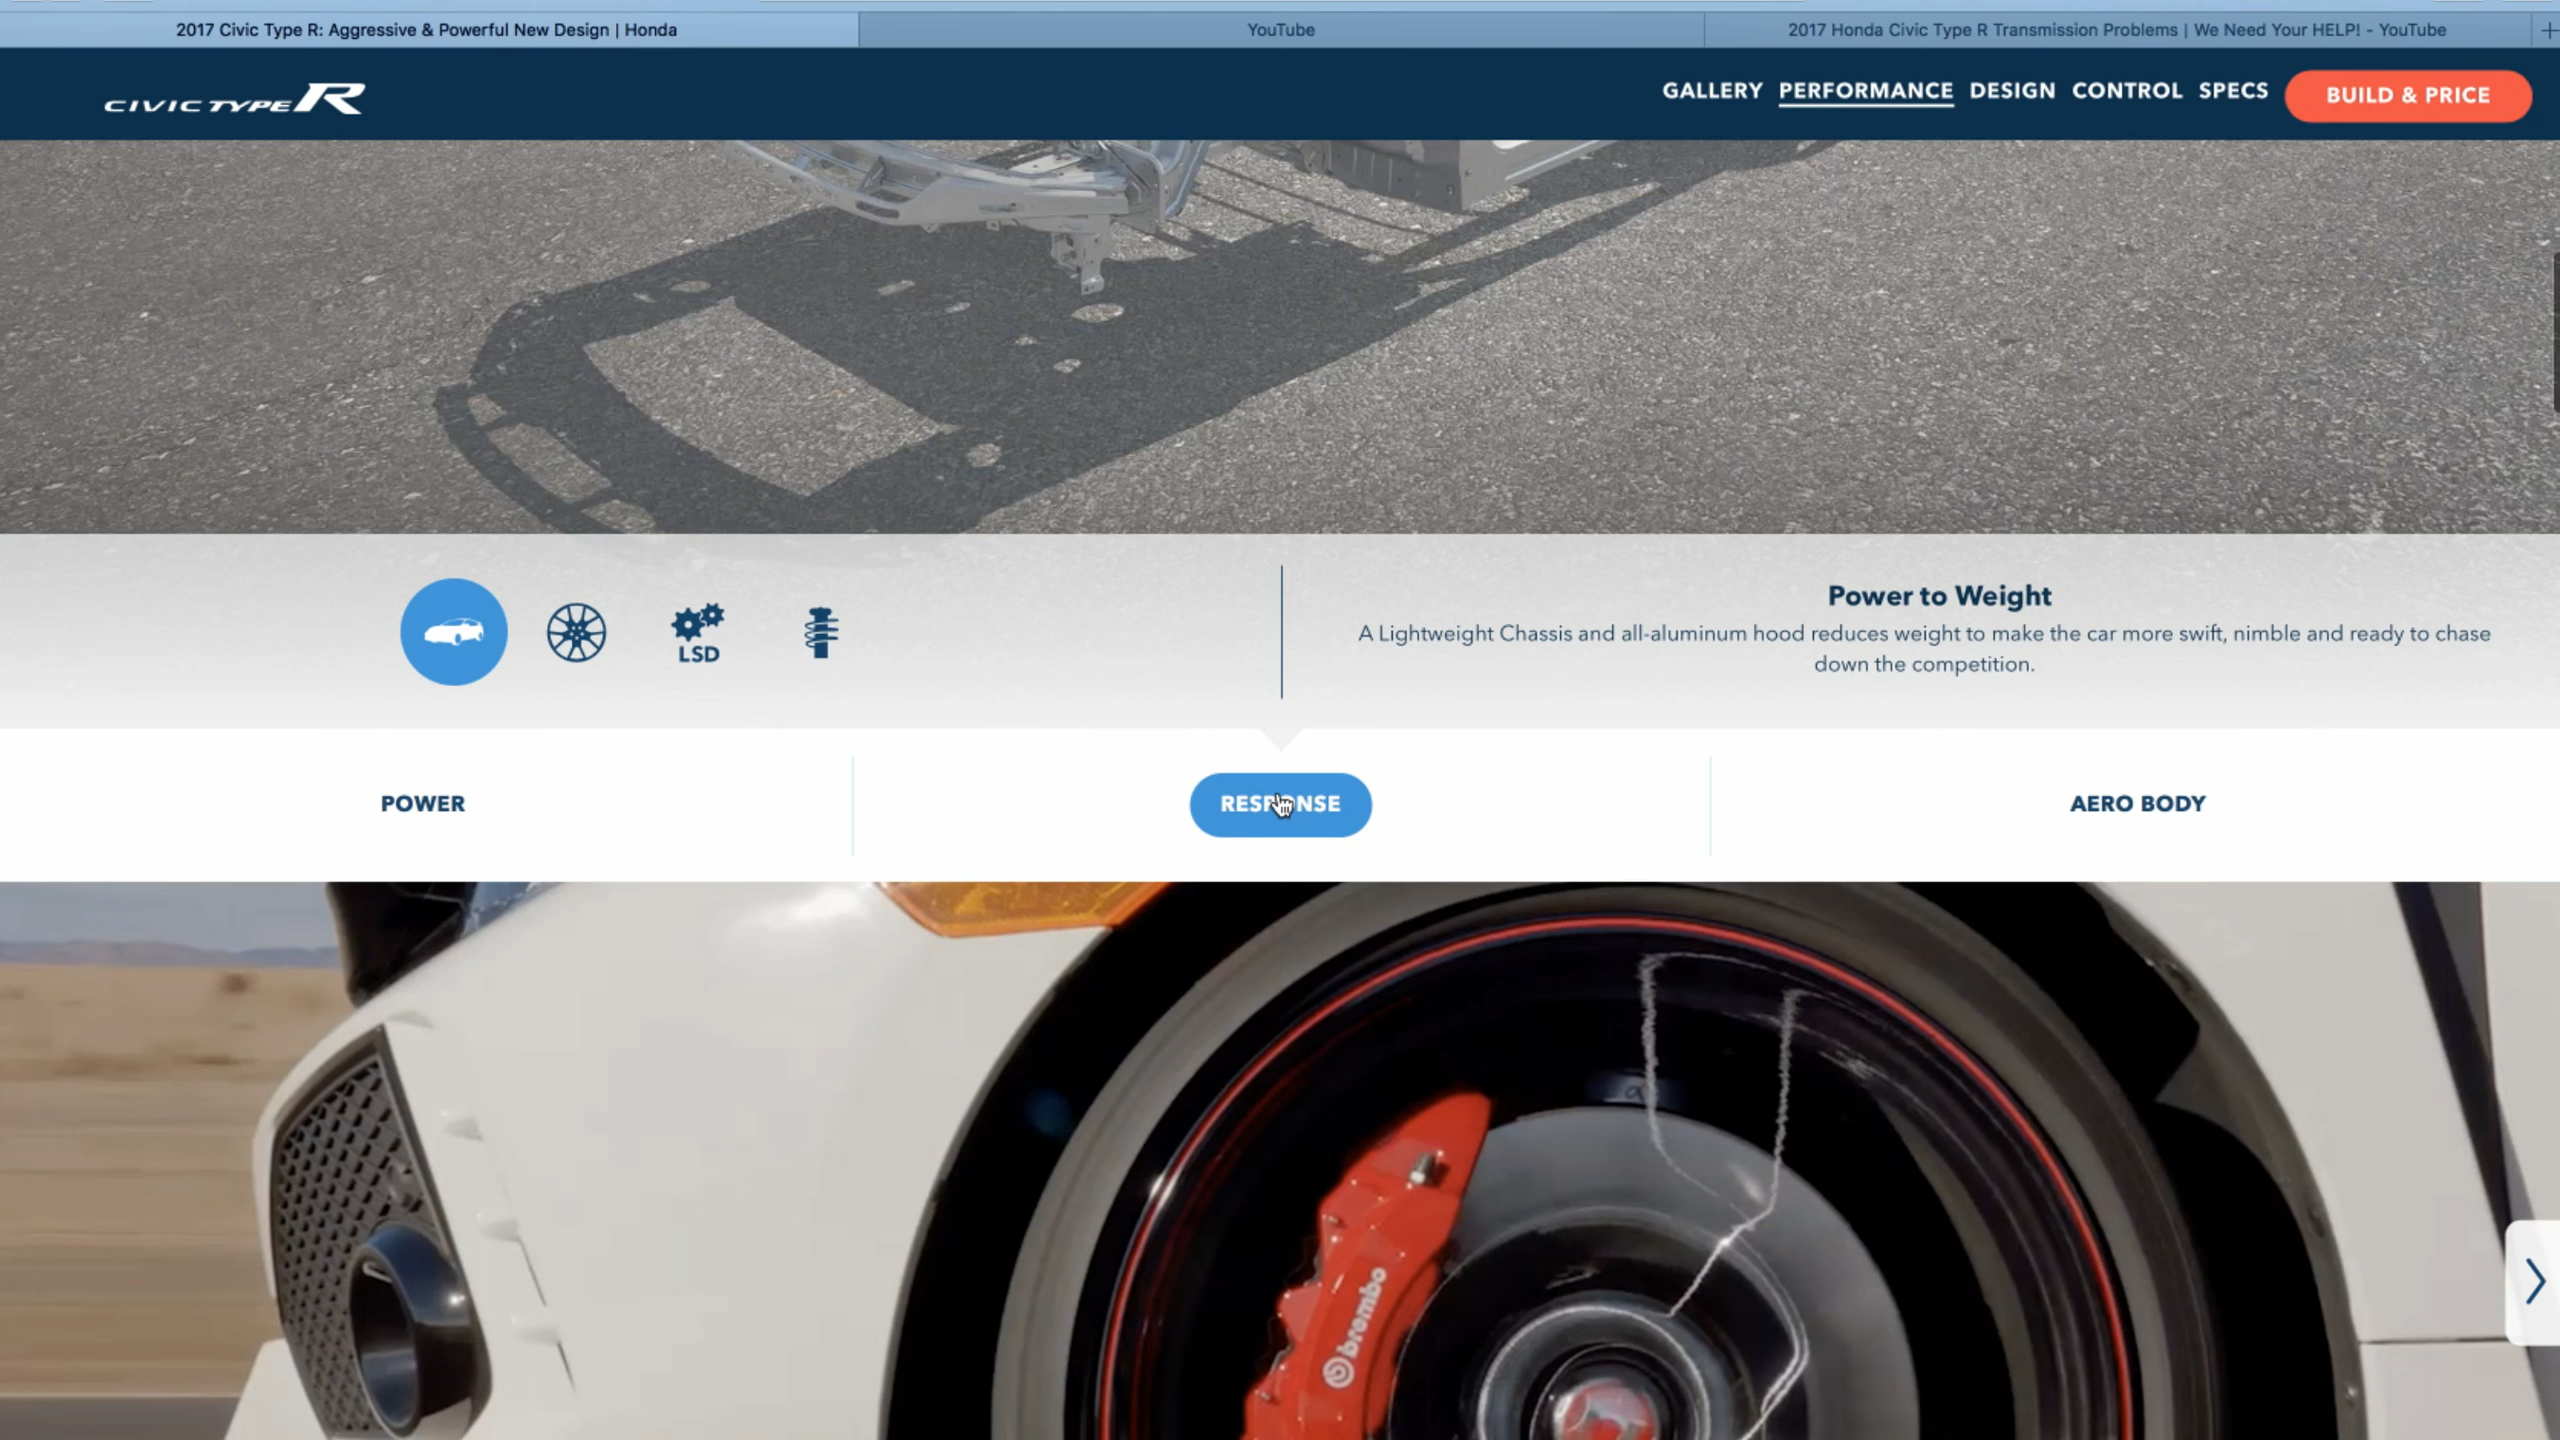 2017 Civic Type R: Aggressive & Powerful New Design | Honda
YouTube
2017 Honda Civic Type R Transmission Problems | We Need Your HELP! - YouTube
CIVIC TYPE R
GALLERY PERFORMANCE DESIGN CONTROL SPECS BUILD & PRICE
LSD
Power to Weight
A Lightweight Chassis and all-aluminum hood reduces weight to make the car more swift, nimble and ready to chase
down the competition.
POWER
RESPONSE
AERO BODY
brembo